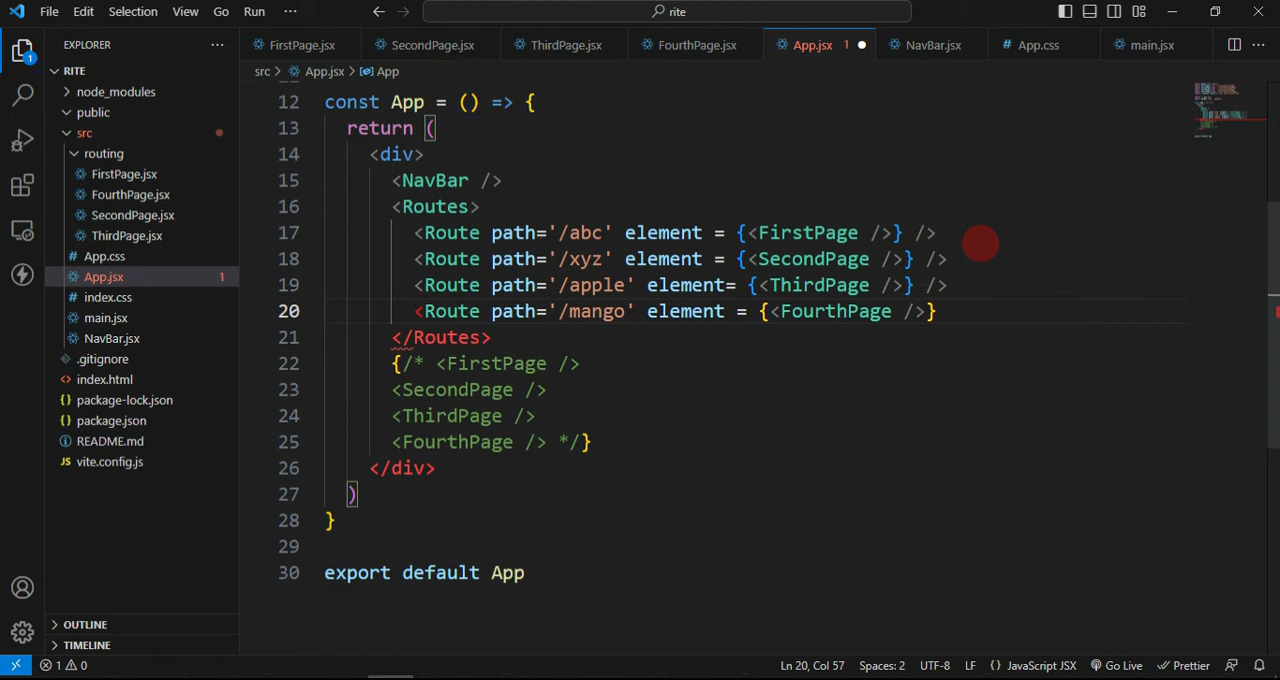 File Edit Selection View Go Run ··· rite
EXPLORER ···
RITE
node_modules
public
src
routing
FirstPage.jsx
FourthPage.jsx
SecondPage.jsx
ThirdPage.jsx
App.css
App.jsx 1
index.css
main.jsx
NavBar.jsx
.gitignore
index.html
package-lock.json
package.json
README.md
vite.config.js
OUTLINE
TIMELINE
FirstPage.jsx SecondPage.jsx ThirdPage.jsx FourthPage.jsx App.jsx 1 NavBar.jsx App.css main.jsx ···
src > App.jsx > App
12 const App = () => {
13 return (
14 <div>
15 <NavBar />
16 <Routes>
17 <Route path='/abc' element = {<FirstPage />} />
18 <Route path='/xyz' element = {<SecondPage />} />
19 <Route path='/apple' element= {<ThirdPage />} />
20 <Route path='/mango' element = {<FourthPage />}
21 </Routes>
22 {/* <FirstPage />
23 <SecondPage />
24 <ThirdPage />
25 <FourthPage /> */}
26 </div>
27 )
28 }
29
30 export default App
1 0 Ln 20, Col 57 Spaces: 2 UTF-8 LF {} JavaScript JSX Go Live Prettier